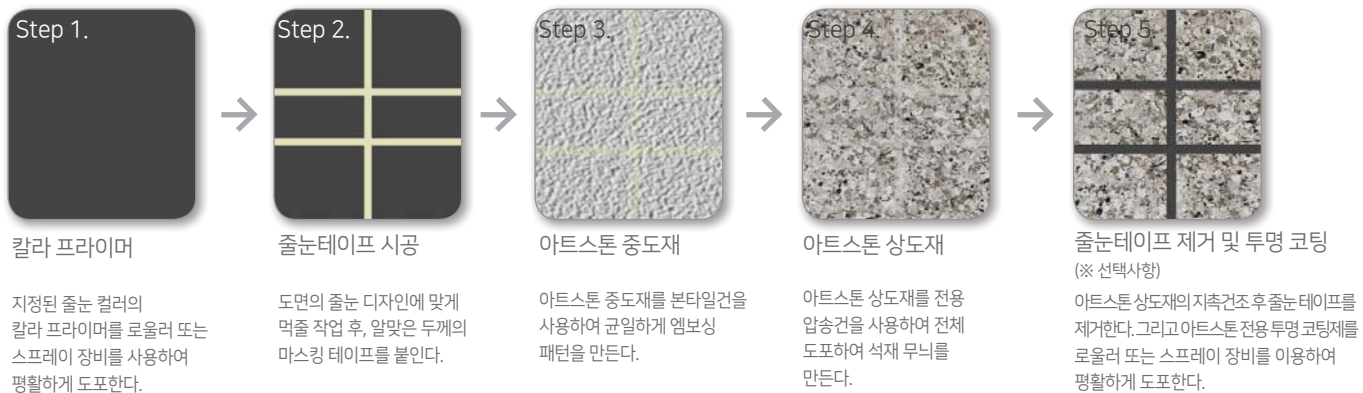 Step 1.
칼라 프라이머
지정된 줄눈 컬러의
칼라 프라이머를 로울러 또는
스프레이 장비를 사용하여
평활하게 도포한다.
Step 2.
줄눈테이프 시공
도면의 줄눈 디자인에 맞게
먹줄 작업 후, 알맞은 두께의
마스킹 테이프를 붙인다.
Step 3.
아트스톤 중도재
아트스톤 중도재를 본타일건을
사용하여 균일하게 엠보싱
패턴을 만든다.
Step 4.
아트스톤 상도재
아트스톤 상도재를 전용
압송건을 사용하여 전체
도포하여 석재 무늬를
만든다.
Step 5.
줄눈테이프 제거 및 투명 코팅
(※ 선택사항)
아트스톤 상도재의 지촉건조 후 줄눈 테이프를
제거한다. 그리고 아트스톤 전용 투명 코팅제를
로울러 또는 스프레이 장비를 이용하여
평활하게 도포한다.